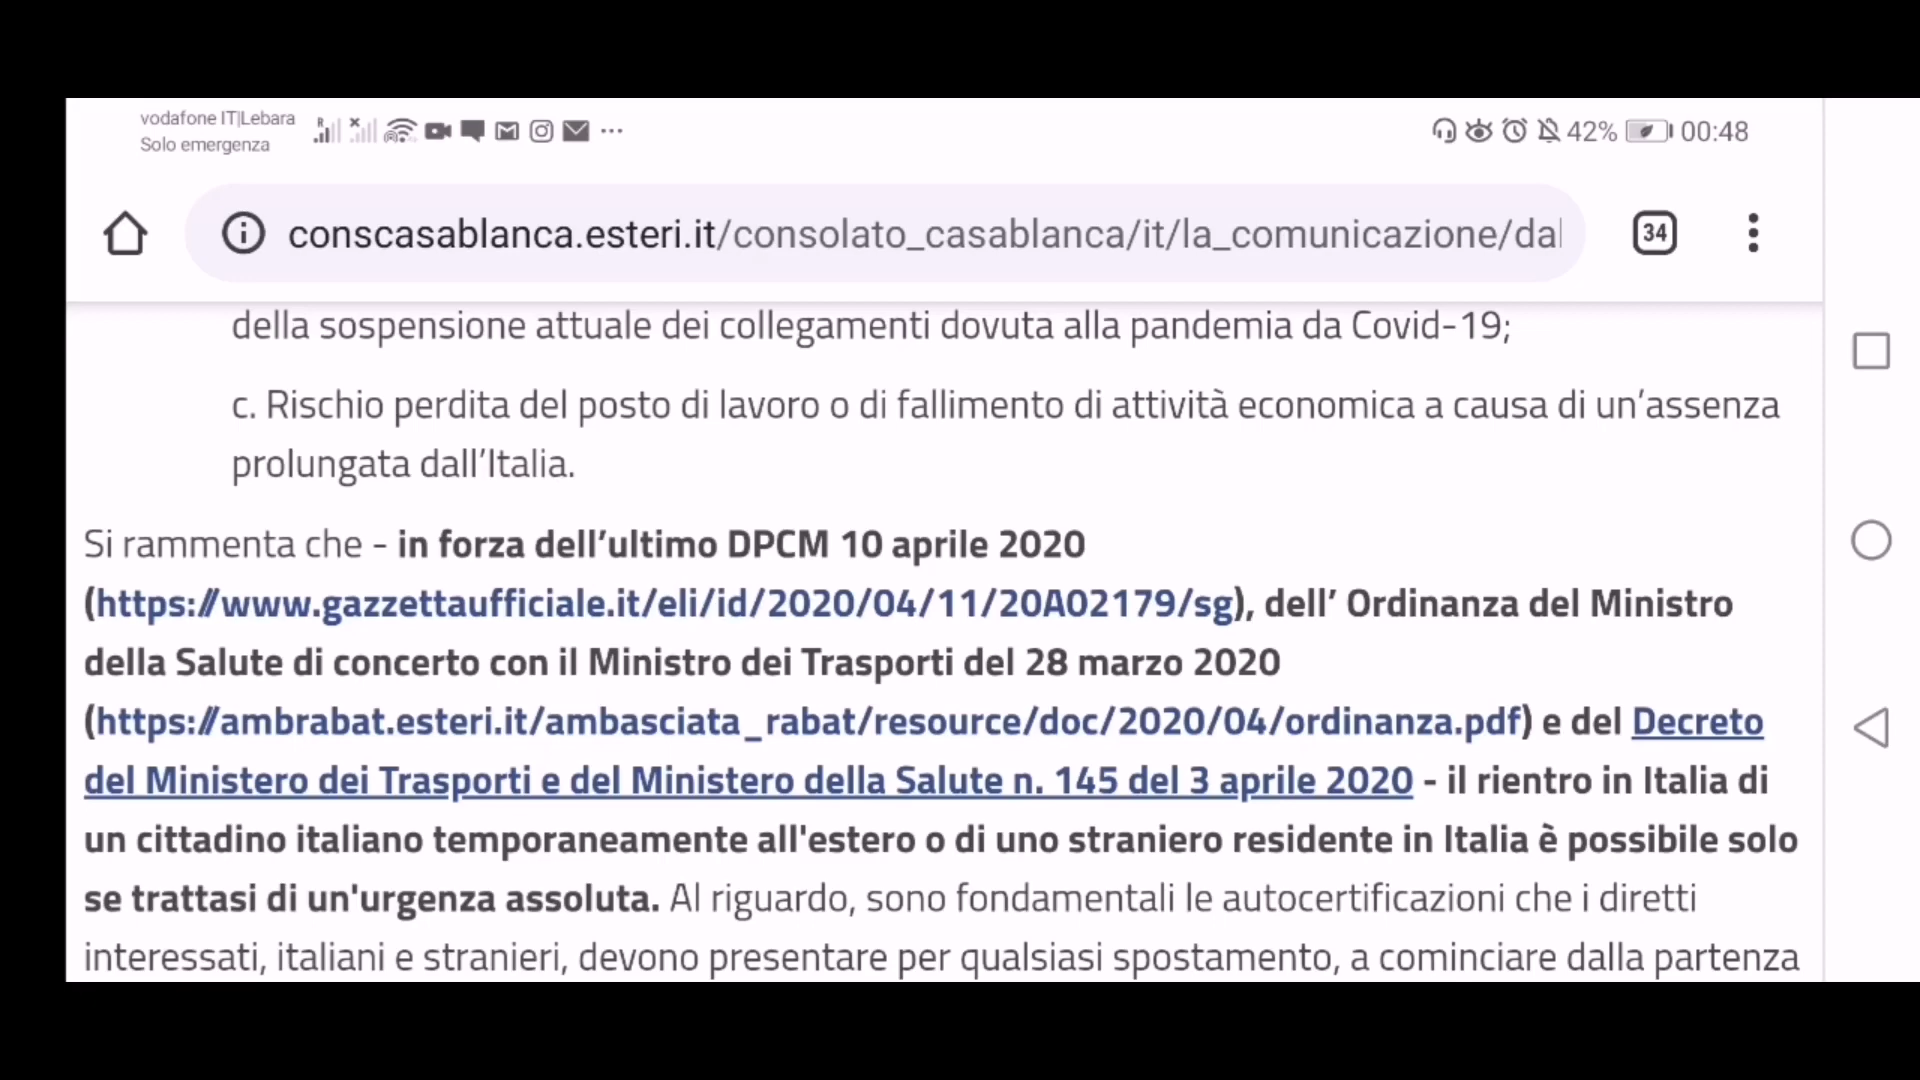 vodafone IT|Lebara
Solo emergenza
42% 00:48
conscasablanca.esteri.it/consolato_casablanca/it/la_comunicazione/dal
34
della sospensione attuale dei collegamenti dovuta alla pandemia da Covid-19;
c. Rischio perdita del posto di lavoro o di fallimento di attività economica a causa di un’assenza
prolungata dall’Italia.
Si rammenta che - in forza dell’ultimo DPCM 10 aprile 2020
(https://www.gazzettaufficiale.it/eli/id/2020/04/11/20A02179/sg), dell’ Ordinanza del Ministro
della Salute di concerto con il Ministro dei Trasporti del 28 marzo 2020
(https://ambrabat.esteri.it/ambasciata_rabat/resource/doc/2020/04/ordinanza.pdf) e del Decreto
del Ministero dei Trasporti e del Ministero della Salute n. 145 del 3 aprile 2020 - il rientro in Italia di
un cittadino italiano temporaneamente all'estero o di uno straniero residente in Italia è possibile solo
se trattasi di un'urgenza assoluta. Al riguardo, sono fondamentali le autocertificazioni che i diretti
interessati, italiani e stranieri, devono presentare per qualsiasi spostamento, a cominciare dalla partenza